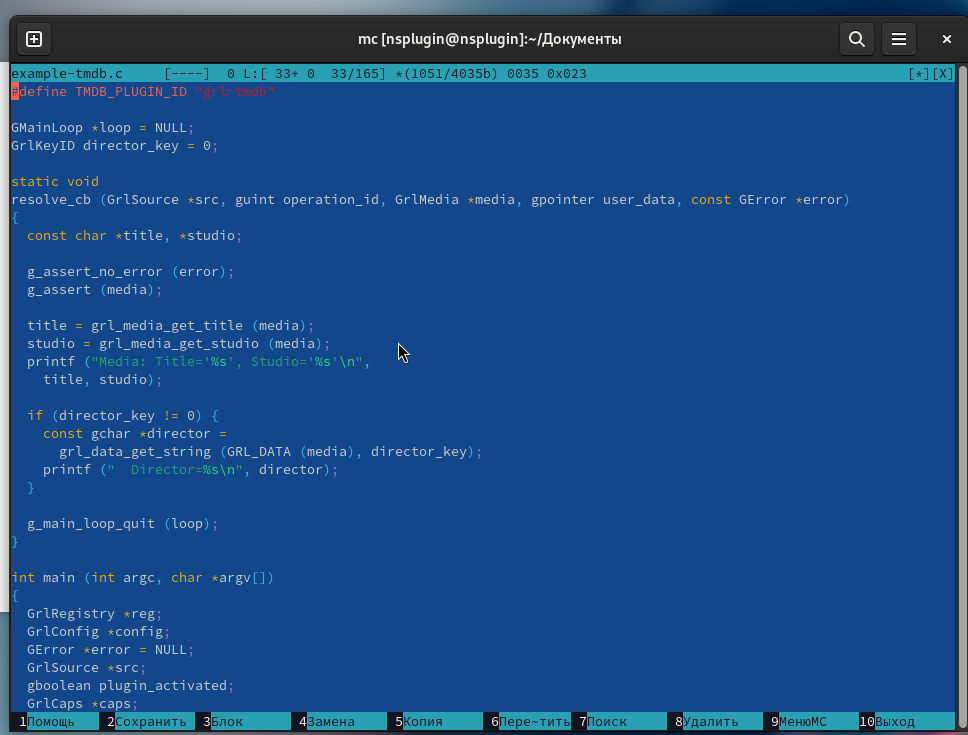 mc [nsplugin@nsplugin]:~/Документы
example-tmdb.c     [----]  0 L:[ 33+ 0  33/165] *(1051/4035b) 0035 0x023                                        [*][X]
#define TMDB_PLUGIN_ID "grl-tmdb"
GMainLoop *loop = NULL;
GrlKeyID director_key = 0;
static void
resolve_cb (GrlSource *src, guint operation_id, GrlMedia *media, gpointer user_data, const GError *error)
{
  const char *title, *studio;
  g_assert_no_error (error);
  g_assert (media);
  title = grl_media_get_title (media);
  studio = grl_media_get_studio (media);
  printf ("Media: Title='%s', Studio='%s'\n",
    title, studio);
  if (director_key != 0) {
    const gchar *director =
      grl_data_get_string (GRL_DATA (media), director_key);
    printf ("  Director=%s\n", director);
  }
  g_main_loop_quit (loop);
}
int main (int argc, char *argv[])
{
  GrlRegistry *reg;
  GrlConfig *config;
  GError *error = NULL;
  GrlSource *src;
  gboolean plugin_activated;
  GrlCaps *caps;
1Помощь 2Сохранить 3Блок 4Замена 5Копия 6Пере~тить 7Поиск 8Удалить 9МенюMC 10Выход